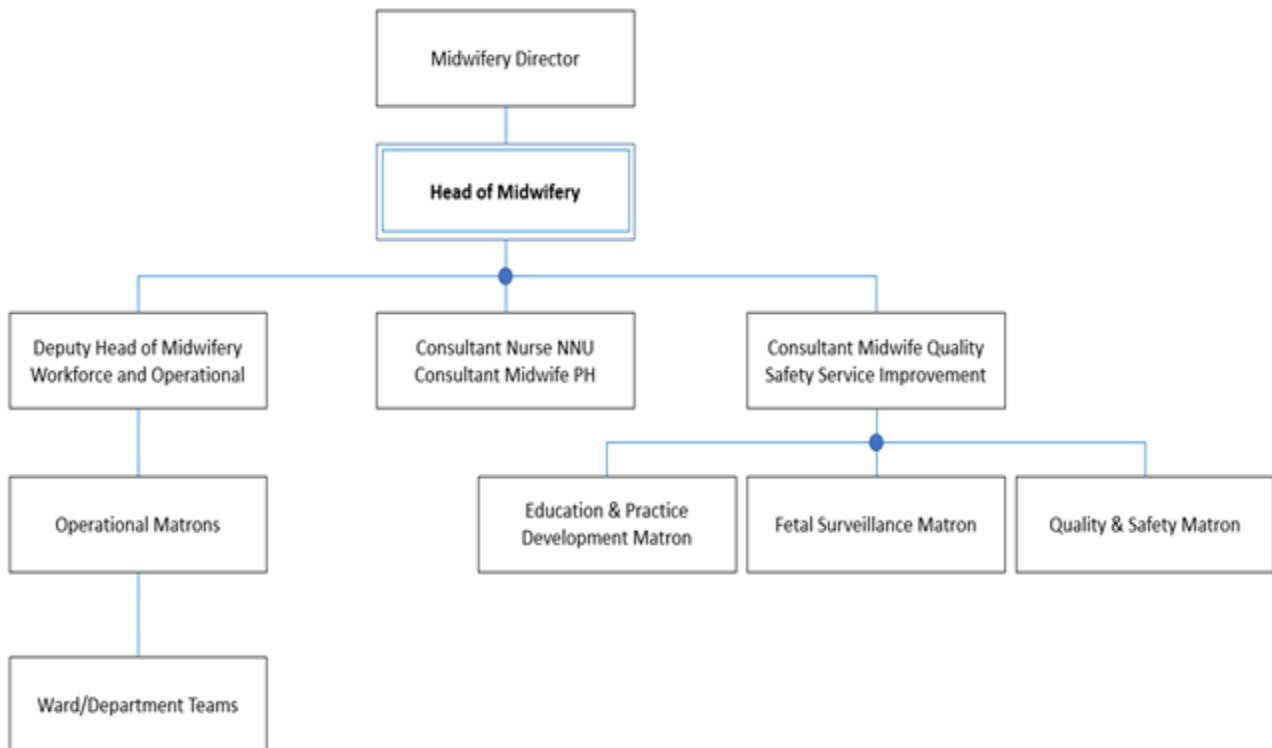 Midwifery Director
Head of Midwifery
Deputy Head of Midwifery
Workforce and Operational
Consultant Nurse NNU
Consultant Midwife PH
Consultant Midwife Quality
Safety Service Improvement
Operational Matrons
Education & Practice
Development Matron
Fetal Surveillance Matron
Quality & Safety Matron
Ward/Department Teams